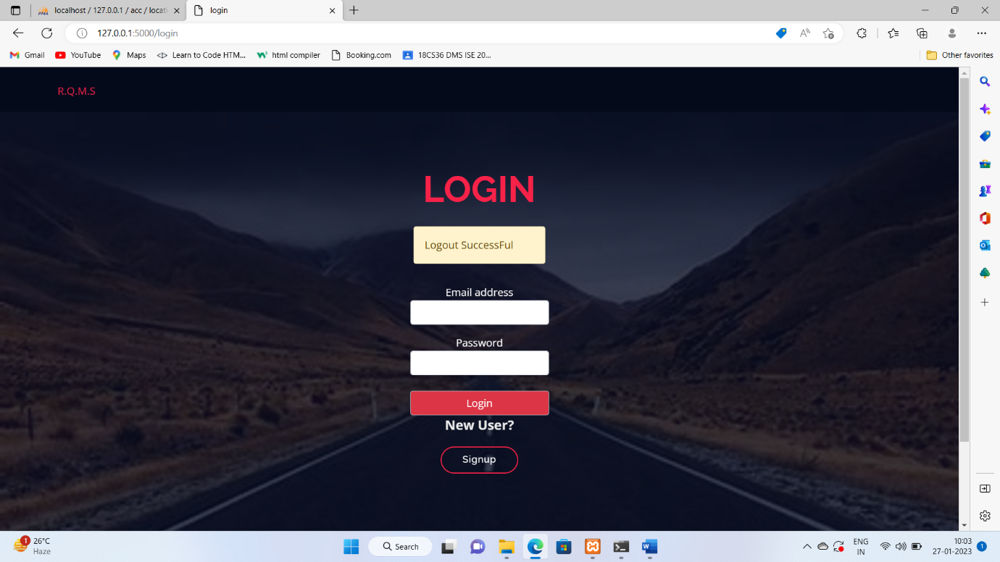 localhost / 127.0.0.1 / acc / locati
login
127.0.0.1:5000/login
Gmail
YouTube
Maps
Learn to Code HTM...
html compiler
Booking.com
18CS36 DMS ISE 20...
Other favorites
R.Q.M.S
LOGIN
Logout SuccessFul
Email address
Password
Login
New User?
Signup
1
26°C
Haze
Search
ENG
IN
10:03
27-01-2023
1